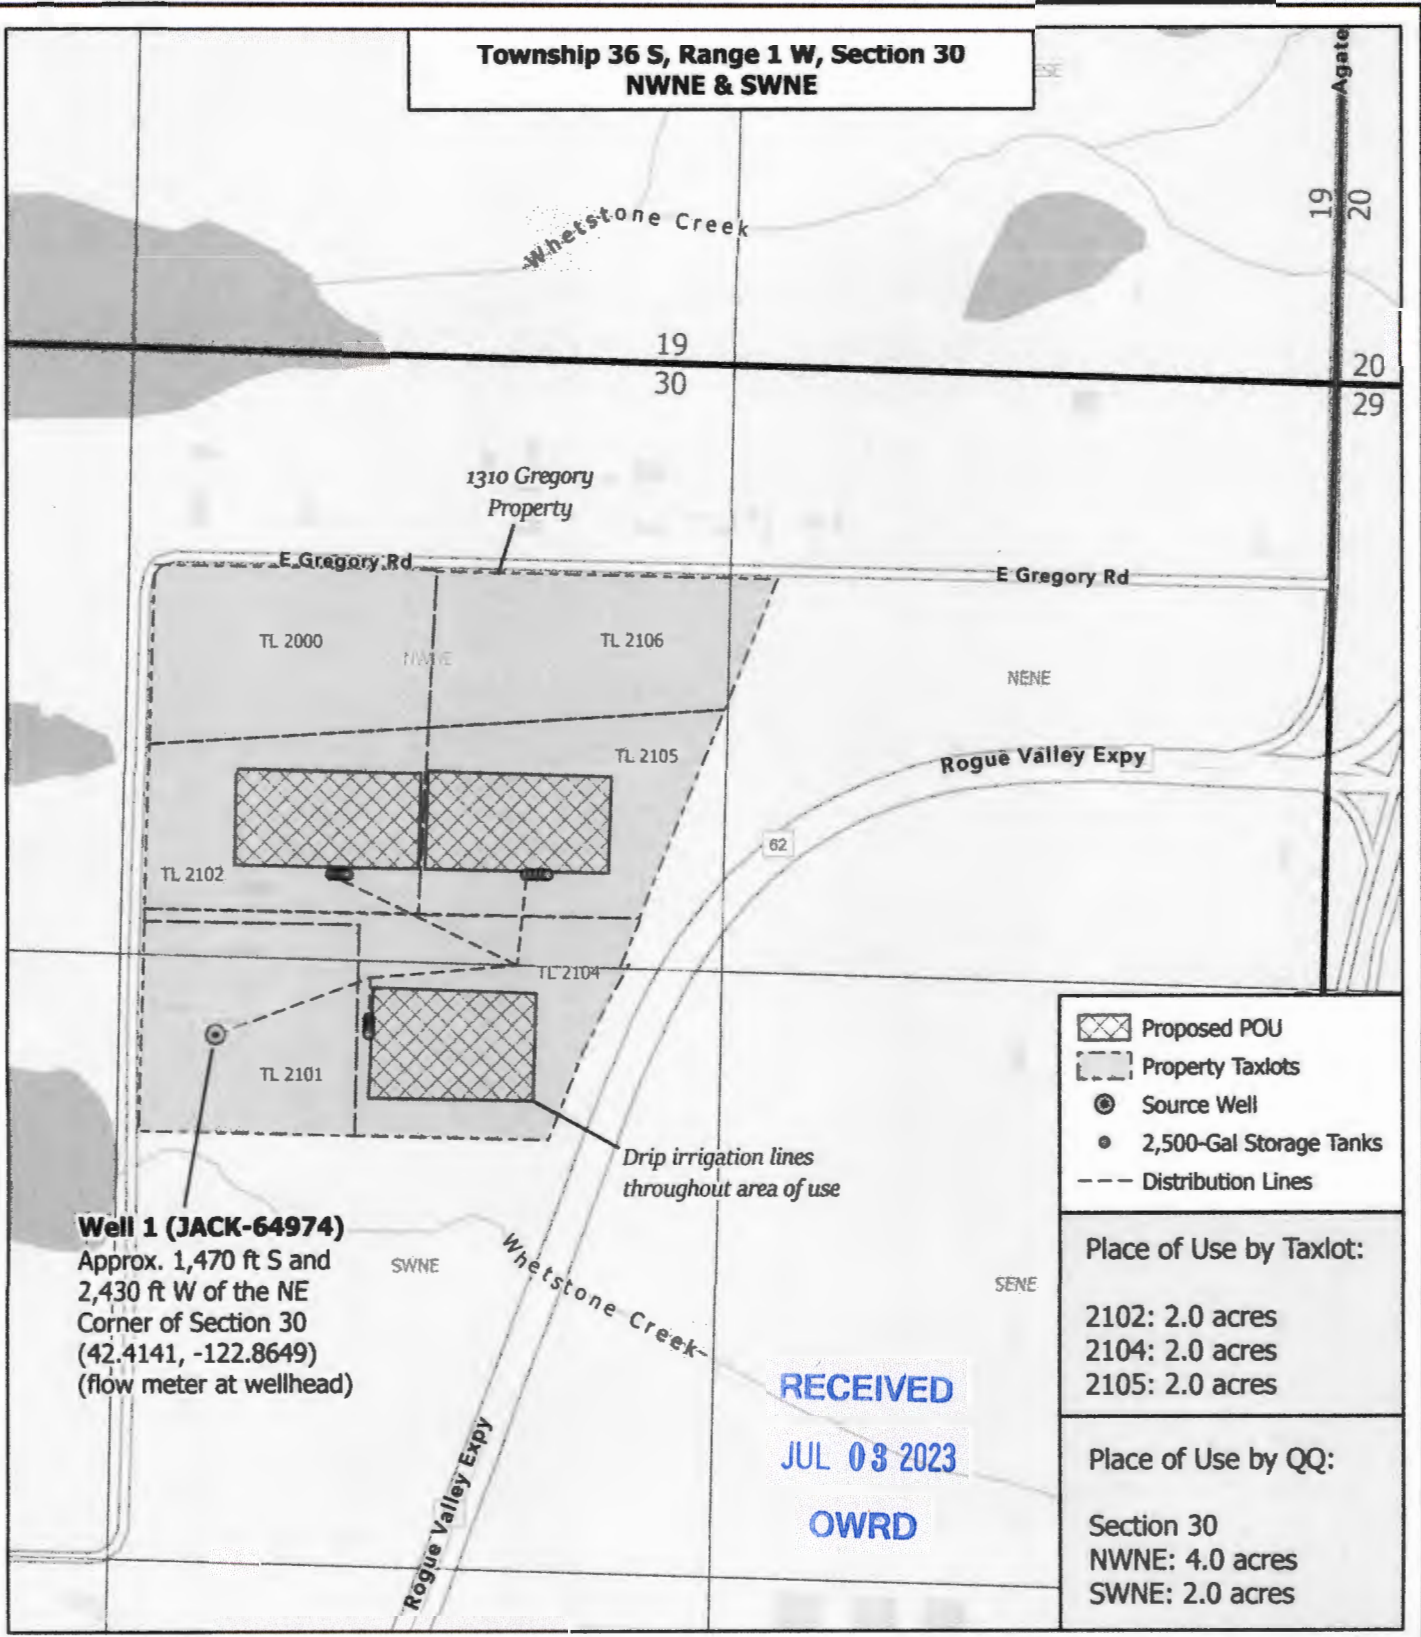 Township 36 S, Range 1 W, Section 30
NWNE & SWNE
Agate
Whetstone Creek
19
20
19
30
20
29
1310 Gregory
Property
E Gregory Rd
E Gregory Rd
TL 2000
NWNE
TL 2106
NENE
TL 2105
Rogue Valley Expy
62
TL 2102
TL 2104
TL 2101
Proposed POU
Property Taxlots
Source Well
2,500-Gal Storage Tanks
Distribution Lines
Drip irrigation lines
throughout area of use
Well 1 (JACK-64974)
Approx. 1,470 ft S and
2,430 ft W of the NE
Corner of Section 30
(42.4141, -122.8649)
(flow meter at wellhead)
SWNE
Whetstone Creek
SENE
Place of Use by Taxlot:
2102: 2.0 acres
2104: 2.0 acres
2105: 2.0 acres
RECEIVED
JUL 03 2023
OWRD
Rogue Valley Expy
Place of Use by QQ:
Section 30
NWNE: 4.0 acres
SWNE: 2.0 acres